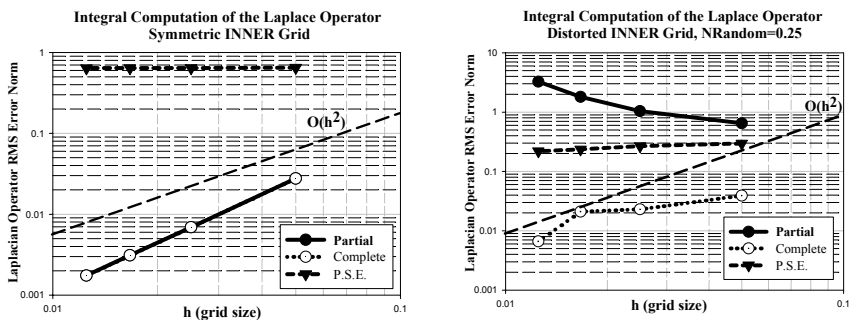 Integral Computation of the Laplace Operator
Symmetric INNER Grid
Laplacian Operator RMS Error Norm
1
0.1
0.01
0.001
O(h²)
Partial
Complete
P.S.E.
0.01
0.1
h (grid size)
Integral Computation of the Laplace Operator
Distorted INNER Grid, NRandom=0.25
Laplacian Operator RMS Error Norm
10
1
0.1
0.01
0.001
O(h²)
Partial
Complete
P.S.E.
0.01
0.1
h (grid size)